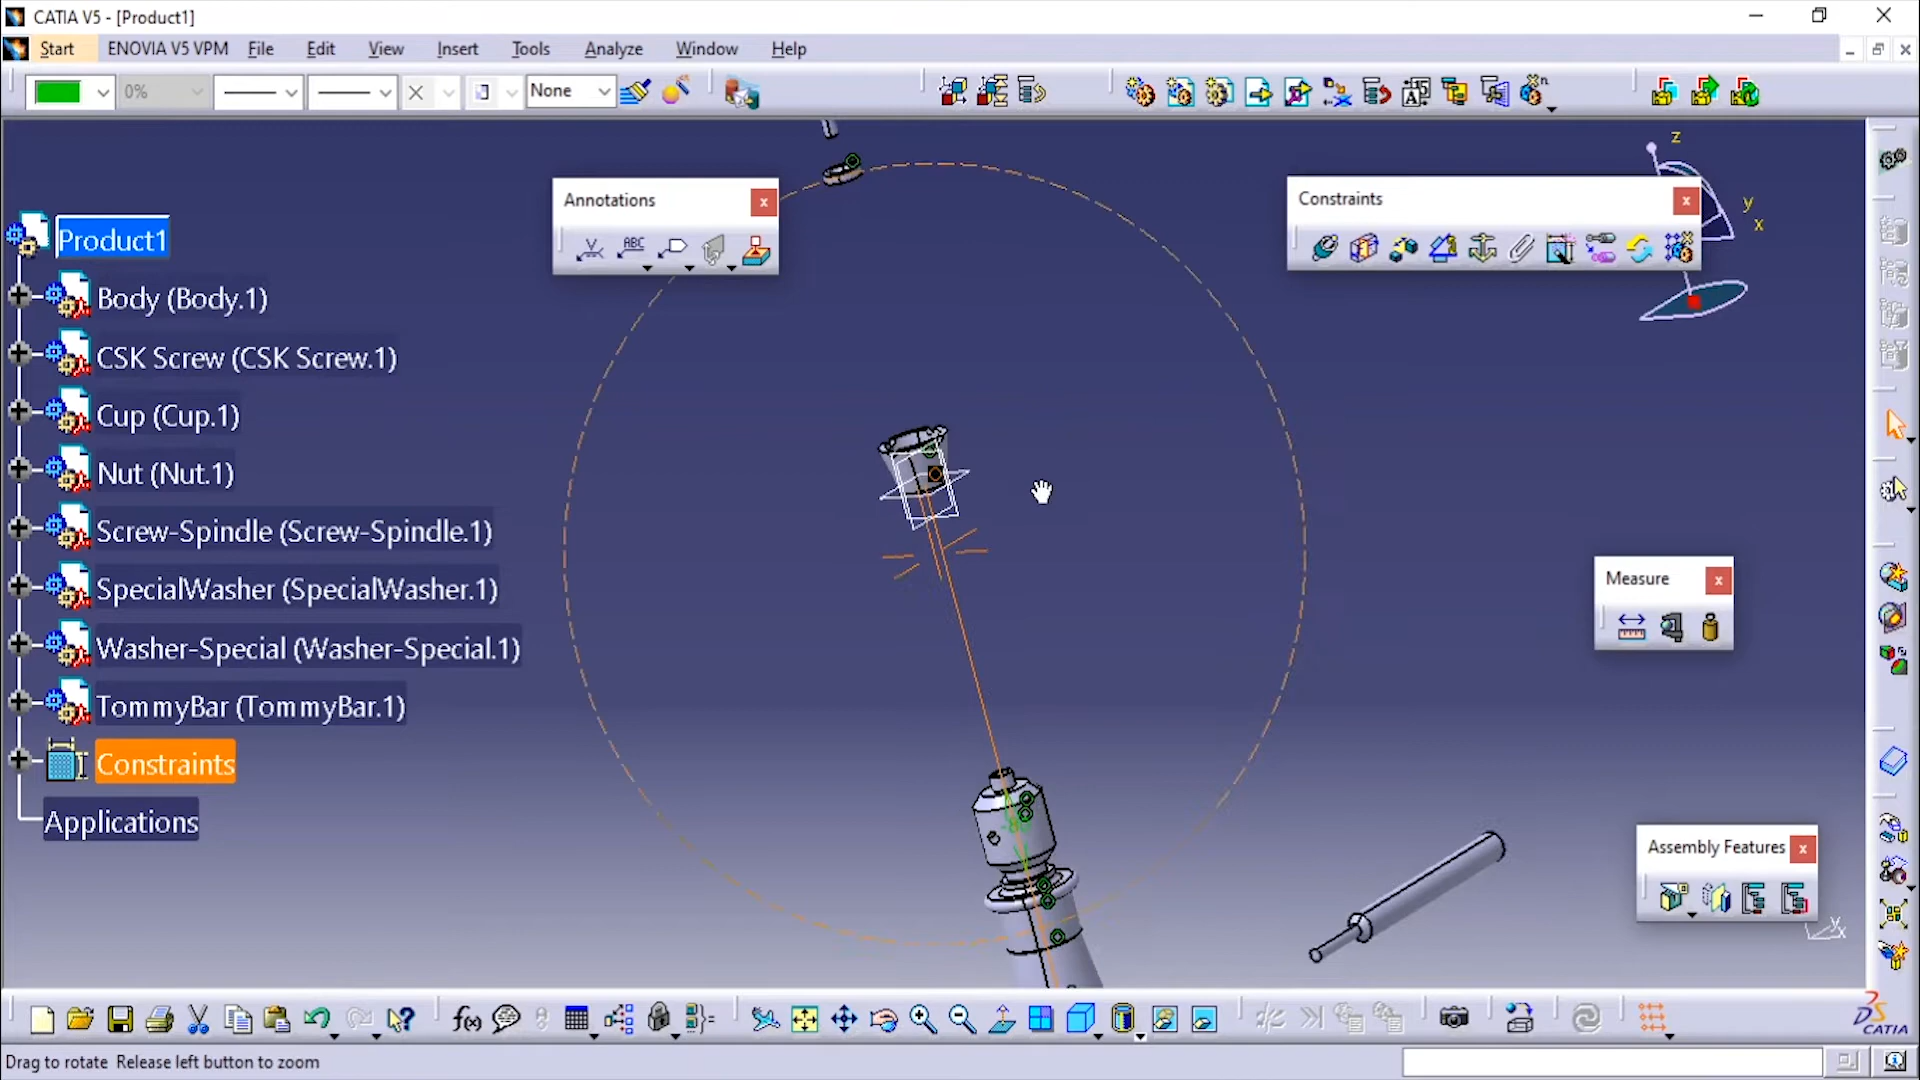 CATIA V5 - [Product1]
Start ENOVIA V5 VPM File Edit View Insert Tools Analyze Window Help
0% None
Annotations
ABC
Constraints
z
y
x
Product1
Body (Body.1)
CSK Screw (CSK Screw.1)
Cup (Cup.1)
Nut (Nut.1)
Screw-Spindle (Screw-Spindle.1)
SpecialWasher (SpecialWasher.1)
Washer-Special (Washer-Special.1)
TommyBar (TommyBar.1)
Constraints
Applications
Measure
Assembly Features
f(x)
CATIA
Drag to rotate Release left button to zoom